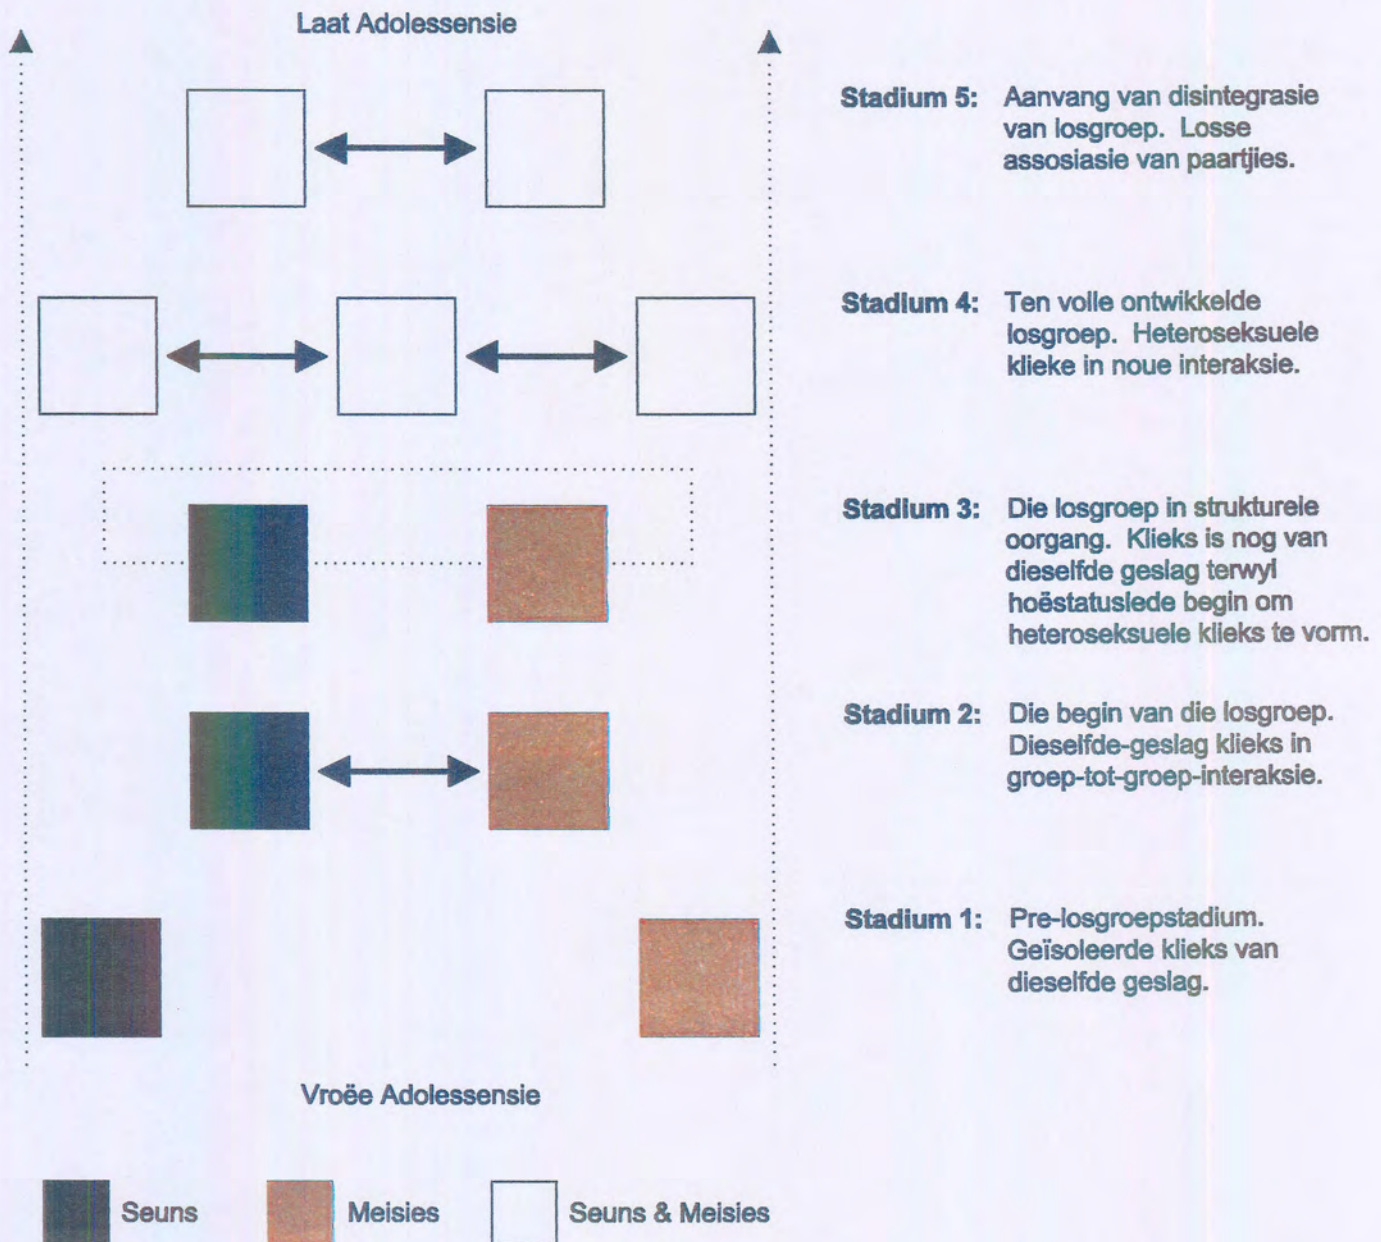 Laat Adolessensie
Stadium 5: Aanvang van disintegrasie
van losgroep. Losse
assosiasie van paartjies.
Stadium 4: Ten volle ontwikkelde
losgroep. Heteroseksuele
klieke in noue interaksie.
Stadium 3: Die losgroep in strukturele
oorgang. Klieks is nog van
dieselfde geslag terwyl
hoëstatuslede begin om
heteroseksuele klieks te vorm.
Stadium 2: Die begin van die losgroep.
Dieselfde-geslag klieks in
groep-tot-groep-interaksie.
Stadium 1: Pre-losgroepstadium.
Geïsoleerde klieks van
dieselfde geslag.
Vroëe Adolessensie
Seuns Meisies Seuns & Meisies